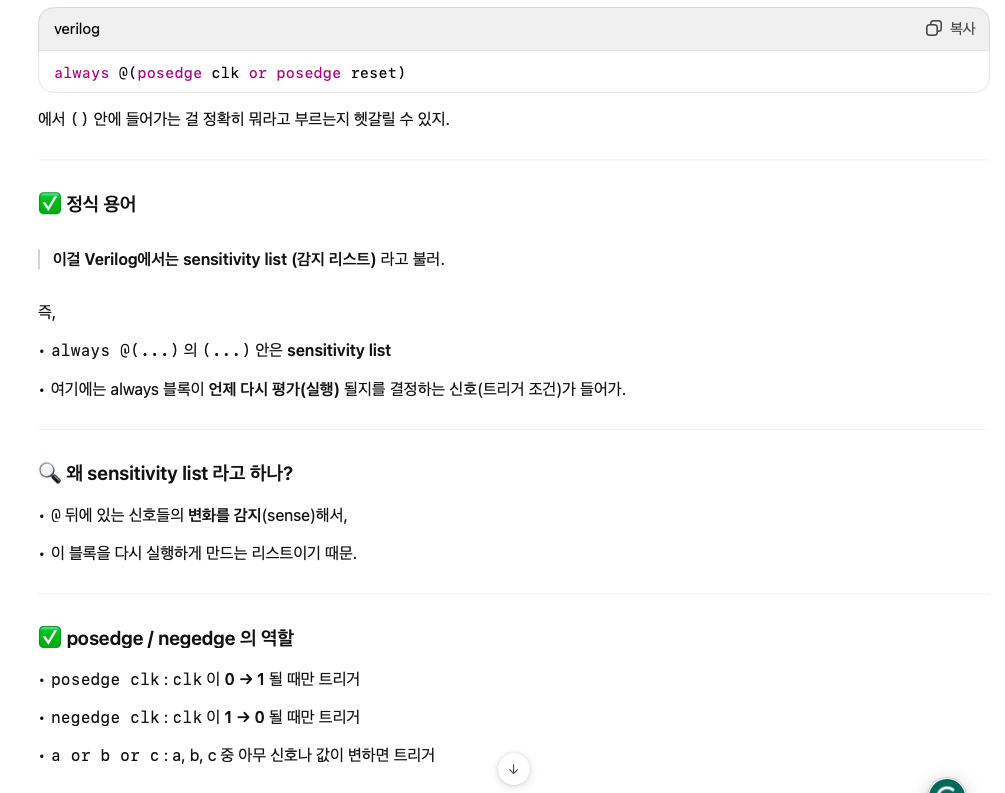 verilog
복사
always @(posedge clk or posedge reset)
에서 () 안에 들어가는 걸 정확히 뭐라고 부르는지 헷갈릴 수 있지.
✅ 정식 용어
이걸 Verilog에서는 sensitivity list (감지 리스트) 라고 불러.
즉,
• always @(...) 의 (...) 안은 sensitivity list
• 여기에는 always 블록이 언제 다시 평가(실행) 될지를 결정하는 신호(트리거 조건)가 들어가.
🔍 왜 sensitivity list 라고 하나?
• @ 뒤에 있는 신호들의 변화를 감지(sense)해서,
• 이 블록을 다시 실행하게 만드는 리스트이기 때문.
✅ posedge / negedge 의 역할
• posedge clk : clk 이 0 → 1 될 때만 트리거
• negedge clk : clk 이 1 → 0 될 때만 트리거
• a or b or c : a, b, c 중 아무 신호나 값이 변하면 트리거